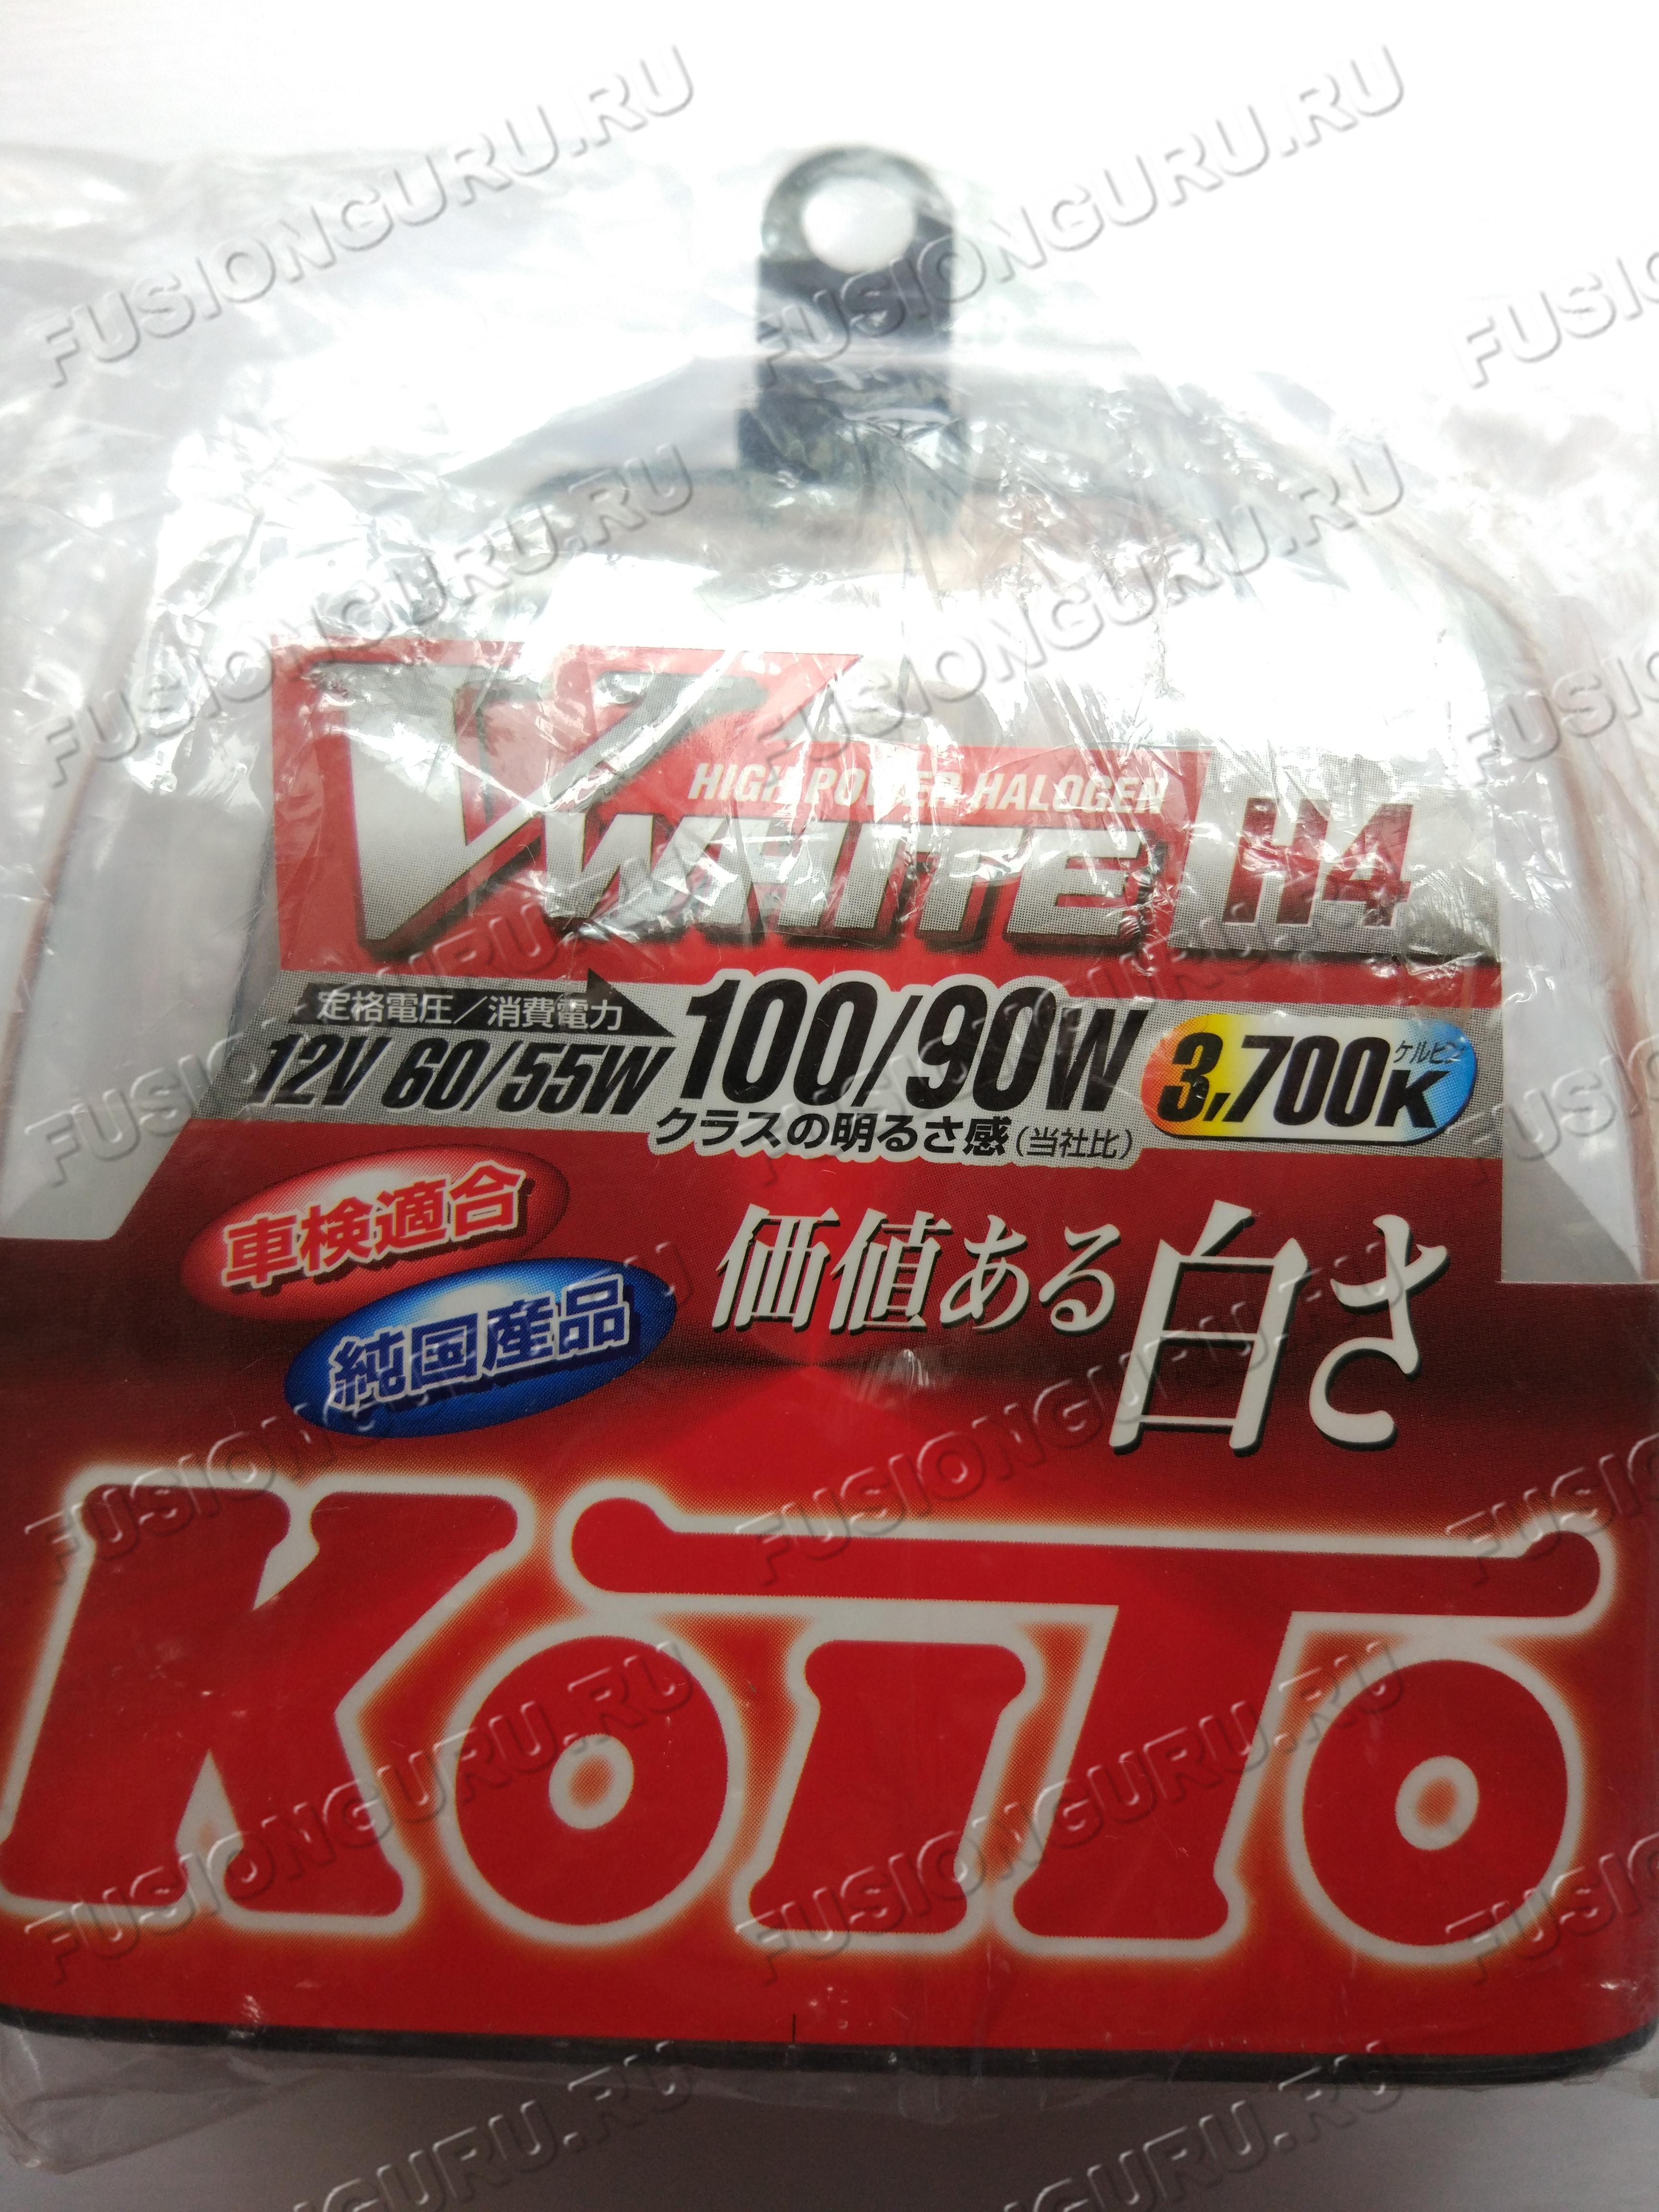 HIGH POWER HALOGEN
V WHITE H4
定格電圧／消費電力
12V 60/55W
100/90W
クラスの明るさ感（当社比）
3,700K
ケルビン
車検適合
純国産品
価値ある白さ
KOITO
FUSIONGURU.RU